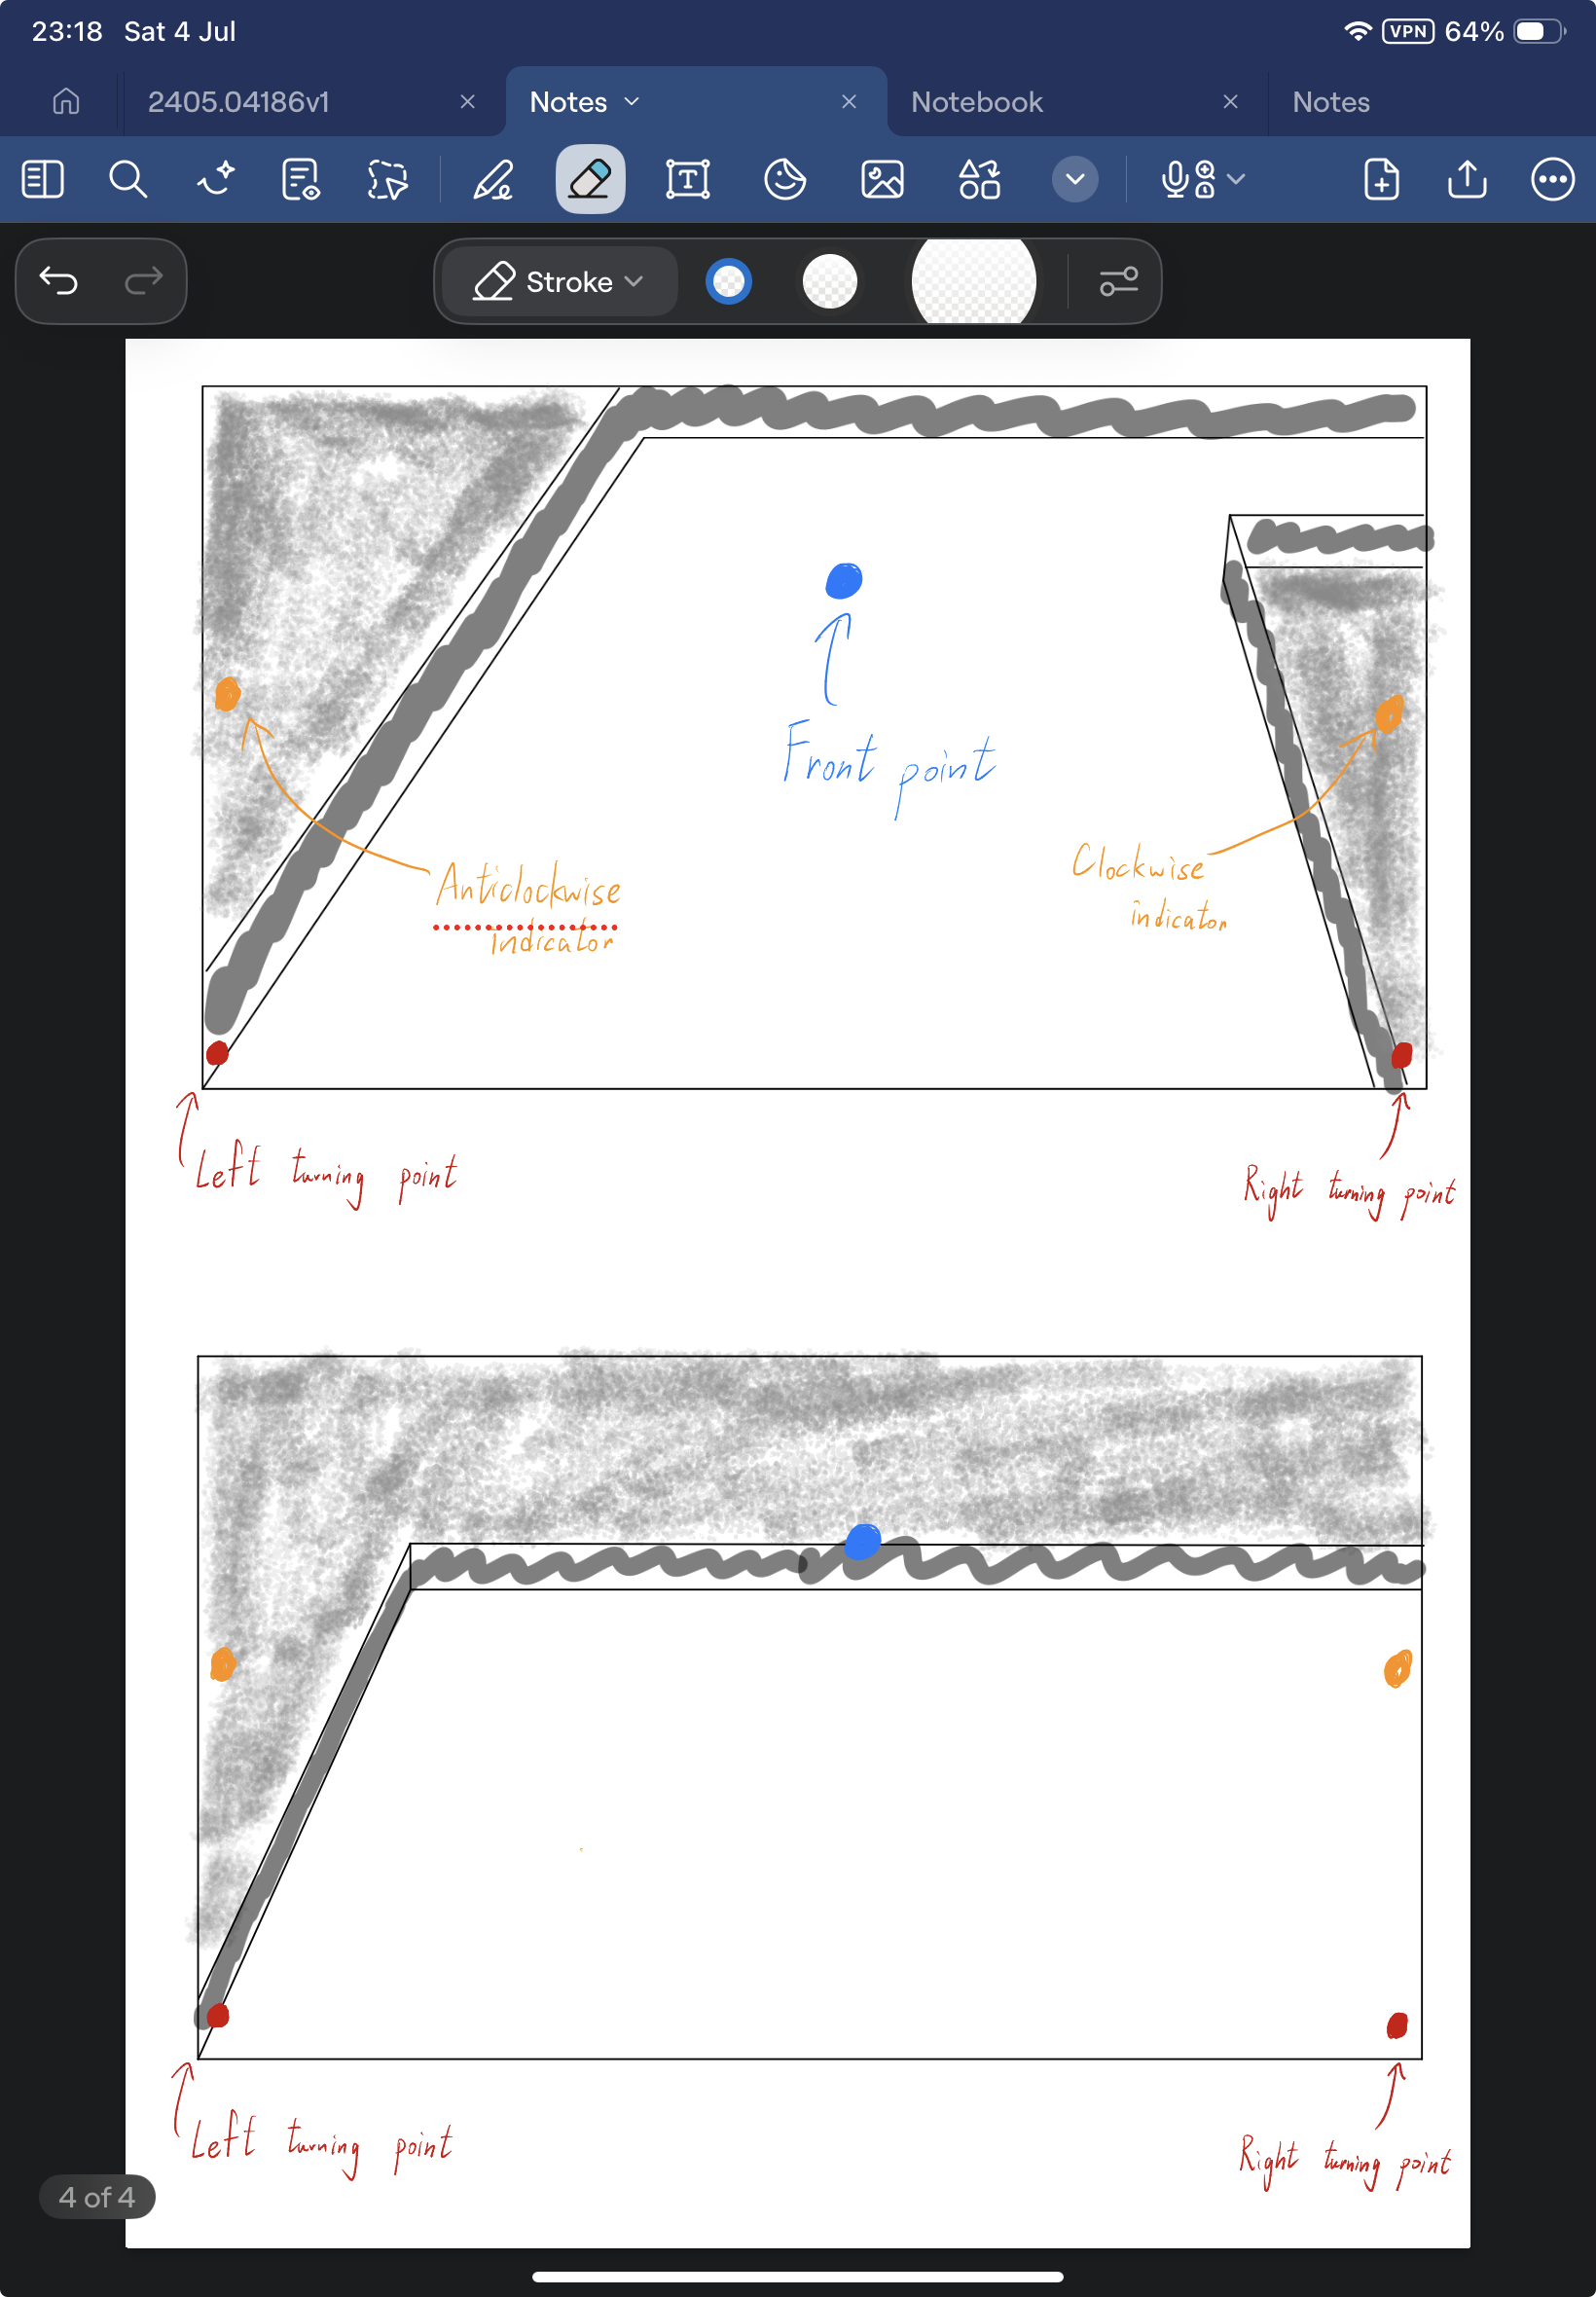 23:18 Sat 4 Jul
VPN 64%
2405.04186v1
Notes
Notebook
Notes
Stroke
Front point
Anticlockwise
indicator
Clockwise
indicator
Left turning point
Right turning point
Left turning point
Right turning point
4 of 4